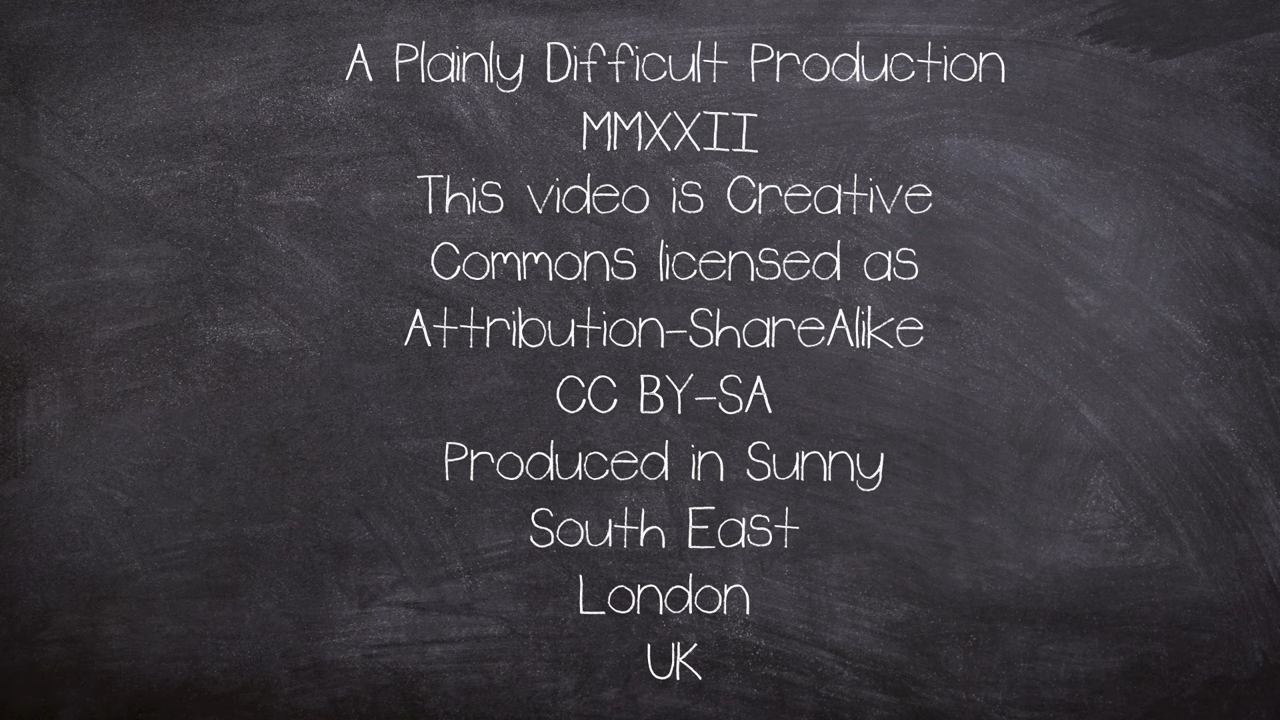 A Plainly Difficult Production
MMXXII
This video is Creative
Commons licensed as
Attribution-ShareAlike
CC BY-SA
Produced in Sunny
South East
London
UK